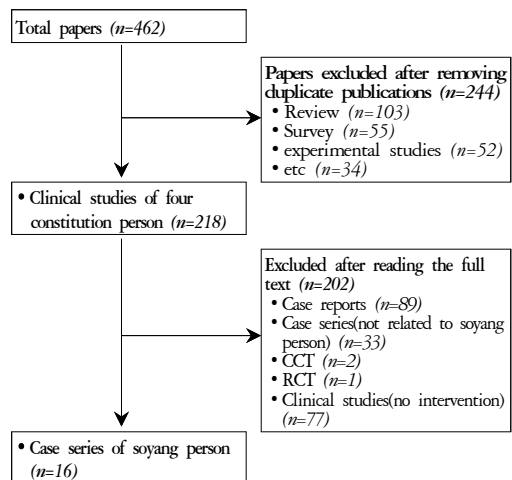 Total papers (n=462)
Papers excluded after removing
duplicate publications (n=244)
• Review (n=103)
• Survey (n=55)
• experimental studies (n=52)
• etc (n=34)
• Clinical studies of four
constitution person (n=218)
Excluded after reading the full
text (n=202)
• Case reports (n=89)
• Case series(not related to soyang
person) (n=33)
• CCT (n=2)
• RCT (n=1)
• Clinical studies(no intervention)
(n=77)
• Case series of soyang person
(n=16)